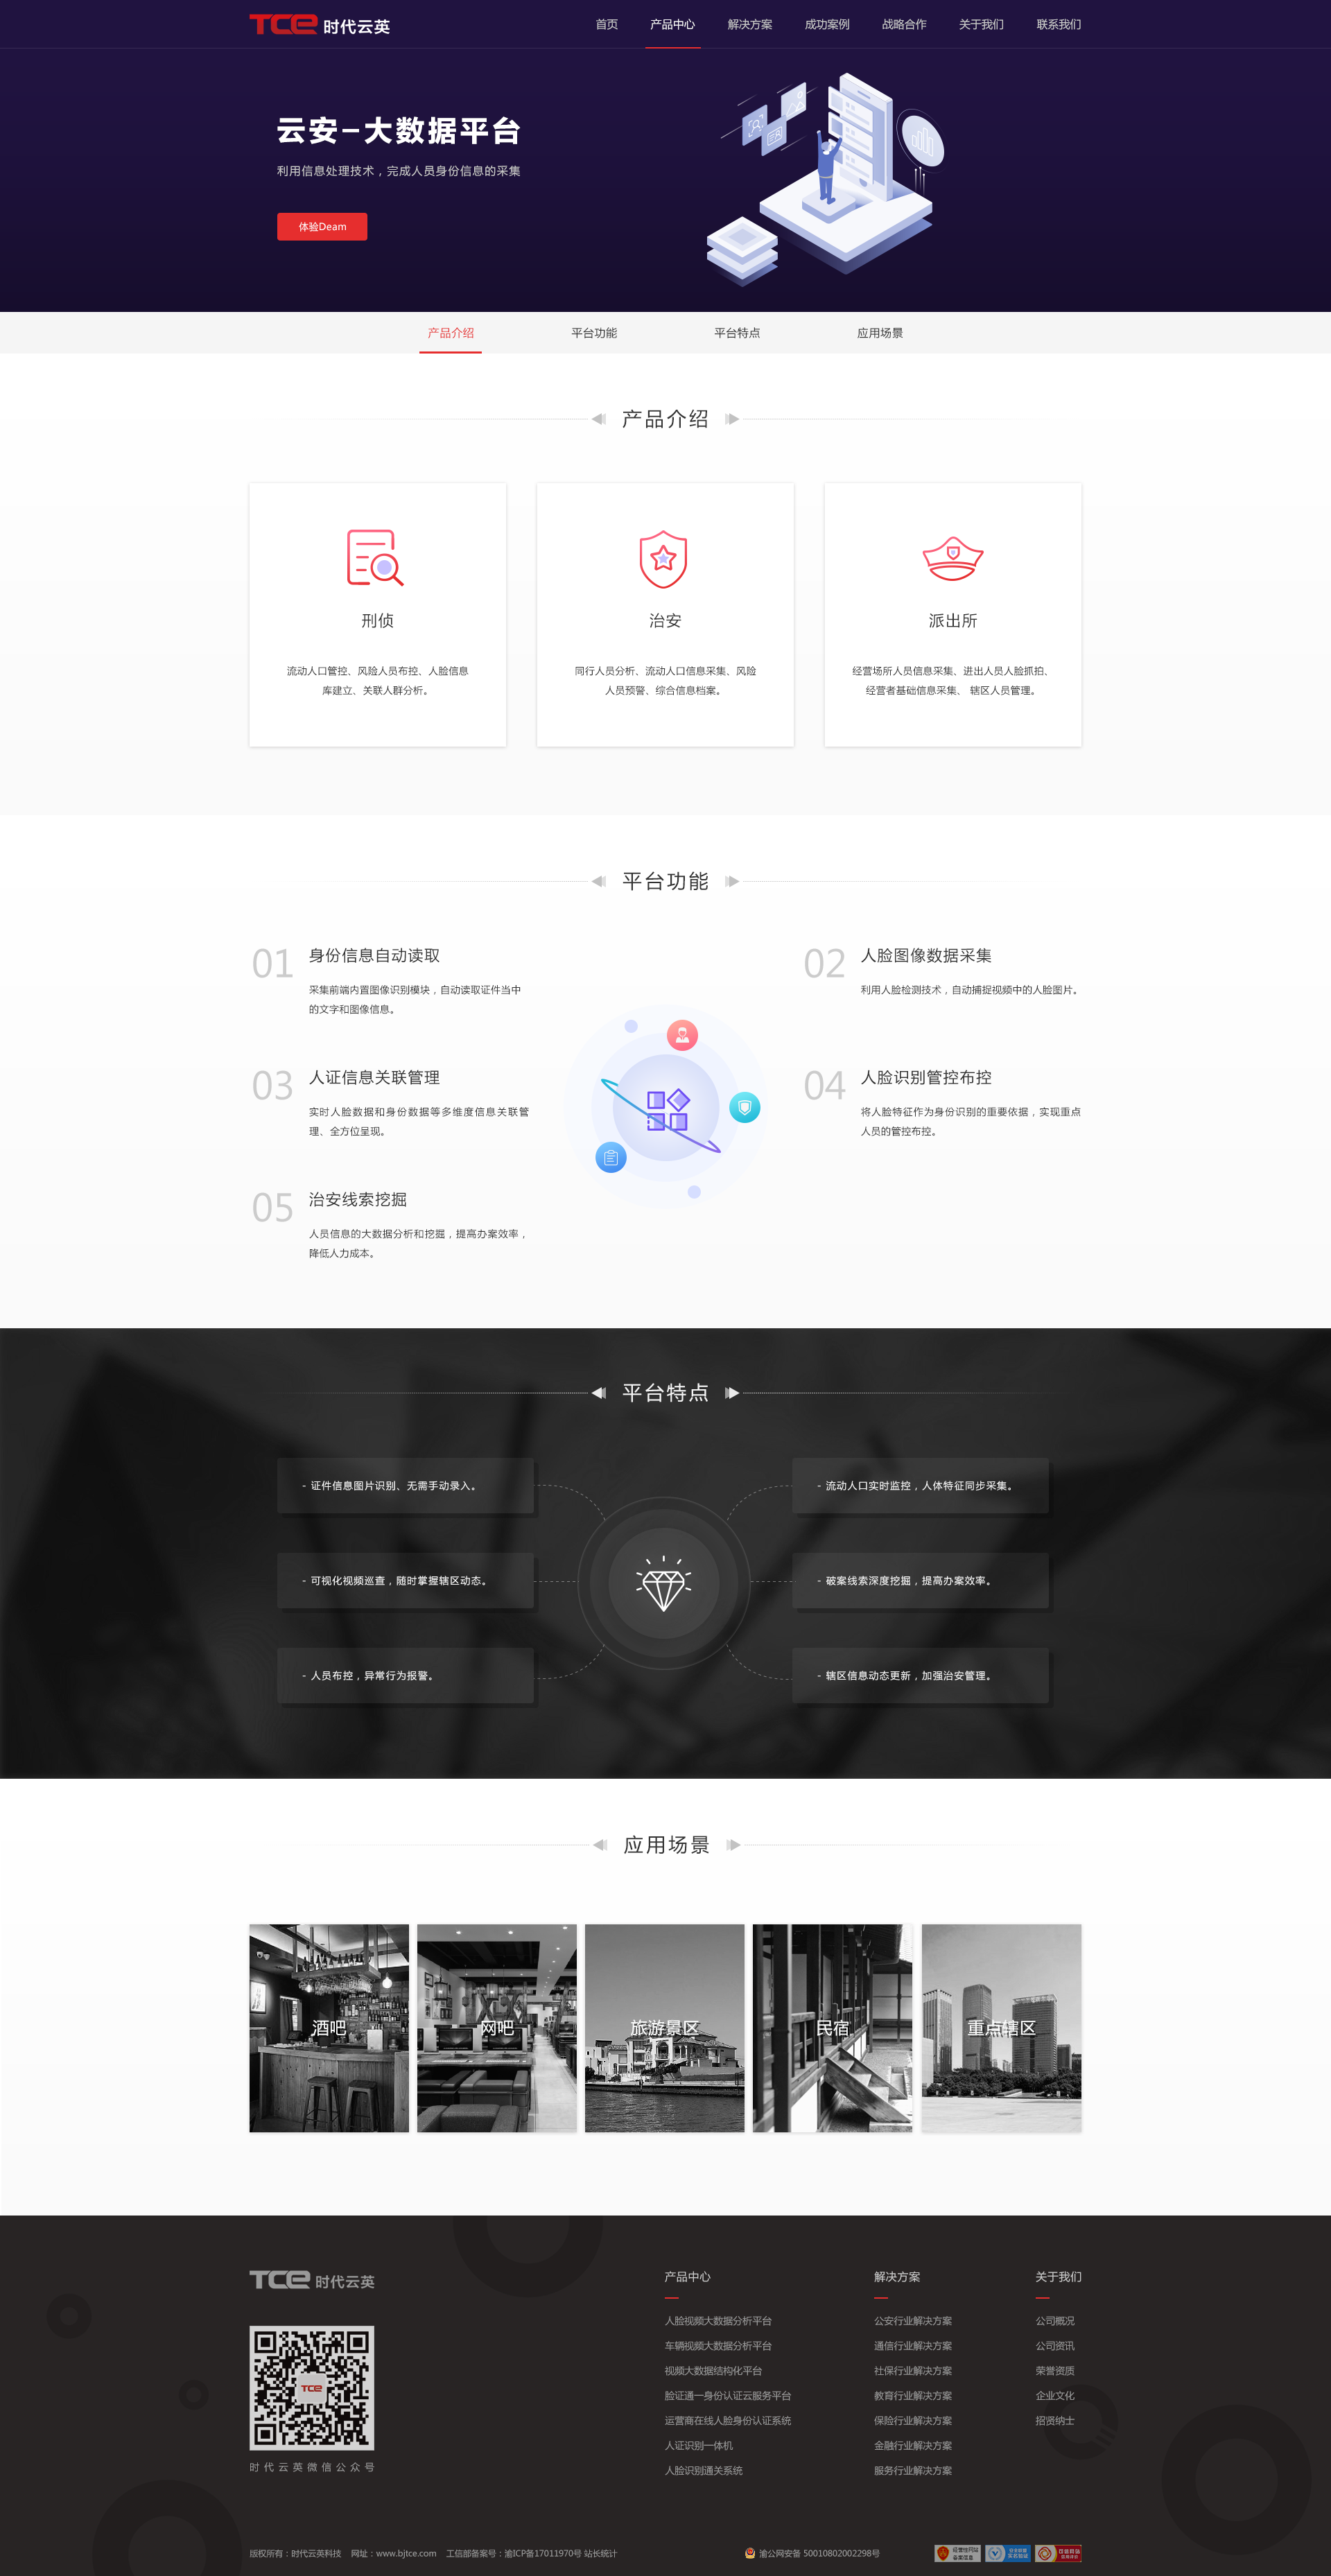 TCE 时代云英
首页 产品中心 解决方案 成功案例 战略合作 关于我们 联系我们
云安-大数据平台
利用信息处理技术，完成人员身份信息的采集
体验Deam
产品介绍 平台功能 平台特点 应用场景
产品介绍
刑侦
流动人口管控、风险人员布控、人脸信息
库建立、关联人群分析。
治安
同行人员分析、流动人口信息采集、风险
人员预警、综合信息档案。
派出所
经营场所人员信息采集、进出人员人脸抓拍、
经营者基础信息采集、 辖区人员管理。
平台功能
01 身份信息自动读取
采集前端内置图像识别模块，自动读取证件当中
的文字和图像信息。
02 人脸图像数据采集
利用人脸检测技术，自动捕捉视频中的人脸图片。
03 人证信息关联管理
实时人脸数据和身份数据等多维度信息关联管
理、全方位呈现。
04 人脸识别管控布控
将人脸特征作为身份识别的重要依据，实现重点
人员的管控布控。
05 治安线索挖掘
人员信息的大数据分析和挖掘，提高办案效率，
降低人力成本。
平台特点
- 证件信息图片识别、无需手动录入。
- 流动人口实时监控，人体特征同步采集。
- 可视化视频巡查，随时掌握辖区动态。
- 破案线索深度挖掘，提高办案效率。
- 人员布控，异常行为报警。
- 辖区信息动态更新，加强治安管理。
应用场景
酒吧
网吧
旅游景区
民宿
重点辖区
TCE 时代云英
TCE
时代云英微信公众号
产品中心
人脸视频大数据分析平台
车辆视频大数据分析平台
视频大数据结构化平台
脸证通一身份认证云服务平台
运营商在线人脸身份认证系统
人证识别一体机
人脸识别通关系统
解决方案
公安行业解决方案
通信行业解决方案
社保行业解决方案
教育行业解决方案
保险行业解决方案
金融行业解决方案
服务行业解决方案
关于我们
公司概况
公司资讯
荣誉资质
企业文化
招贤纳士
版权所有：时代云英科技 网址：www.bjtce.com 工信部备案号：渝ICP备17011970号 站长统计
渝公网安备 50010802002298号